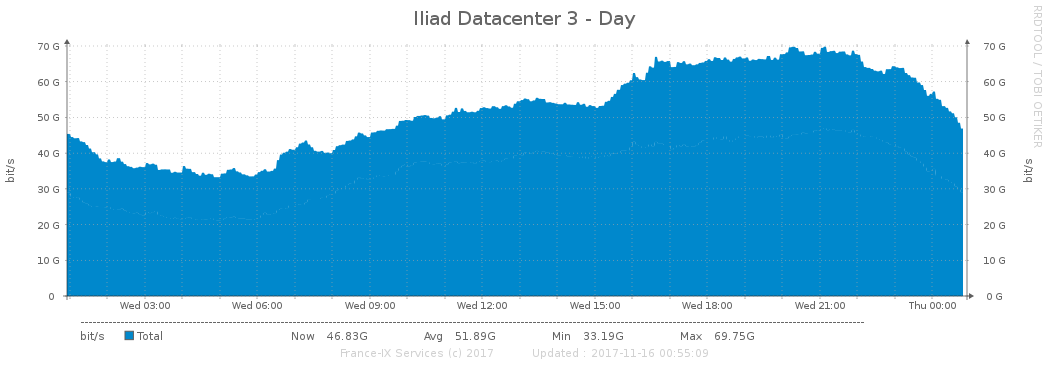 Iliad Datacenter 3 - Day
RRDTOOL / TOBI OETIKER
70 G 70 G
60 G 60 G
50 G 50 G
40 G 40 G
30 G 30 G
20 G 20 G
10 G 10 G
0 0 G
bit/s bit/s
Wed 03:00 Wed 06:00 Wed 09:00 Wed 12:00 Wed 15:00 Wed 18:00 Wed 21:00 Thu 00:00
bit/s Total Now 46.83G Avg 51.89G Min 33.19G Max 69.75G
France-IX Services (c) 2017 Updated : 2017-11-16 00:55:09